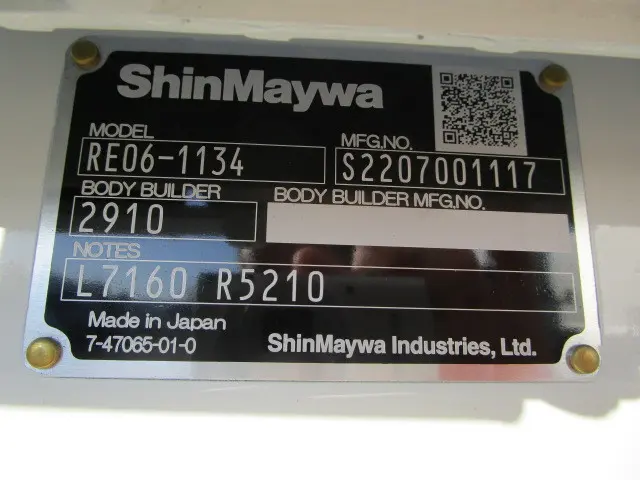 ShinMaywa
MODEL
RE06-1134
MFG.NO.
S2207001117
BODY BUILDER
2910
BODY BUILDER MFG.NO.
NOTES
L7160 R5210
Made in Japan
7-47065-01-0
ShinMaywa Industries, Ltd.